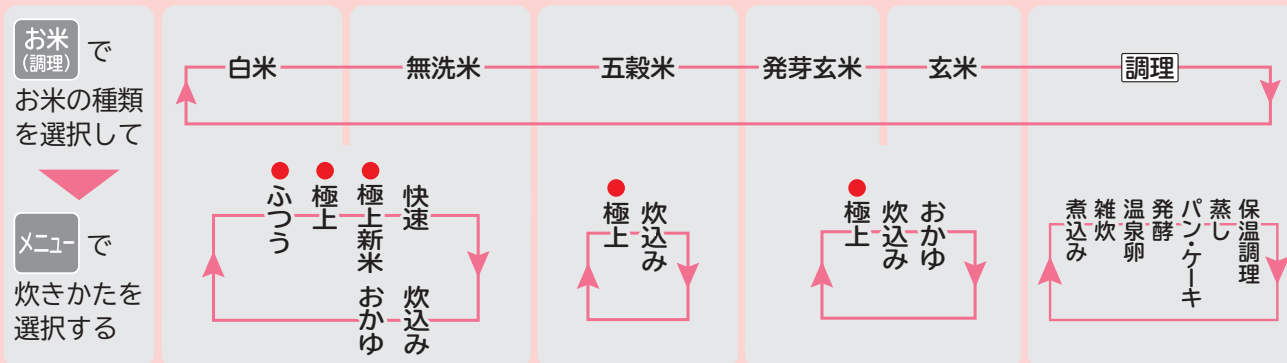 お米
(調理)
で
お米の種類
を選択して
メニュー
で
炊きかたを
選択する
白米
無洗米
五穀米
発芽玄米
玄米
調理
ふつう
極上
極上新米
快速
炊込み
おかゆ
極上
炊込み
極上
炊込み
おかゆ
煮込み
雑炊
温泉卵
発酵
パン・ケーキ
蒸し
保温調理